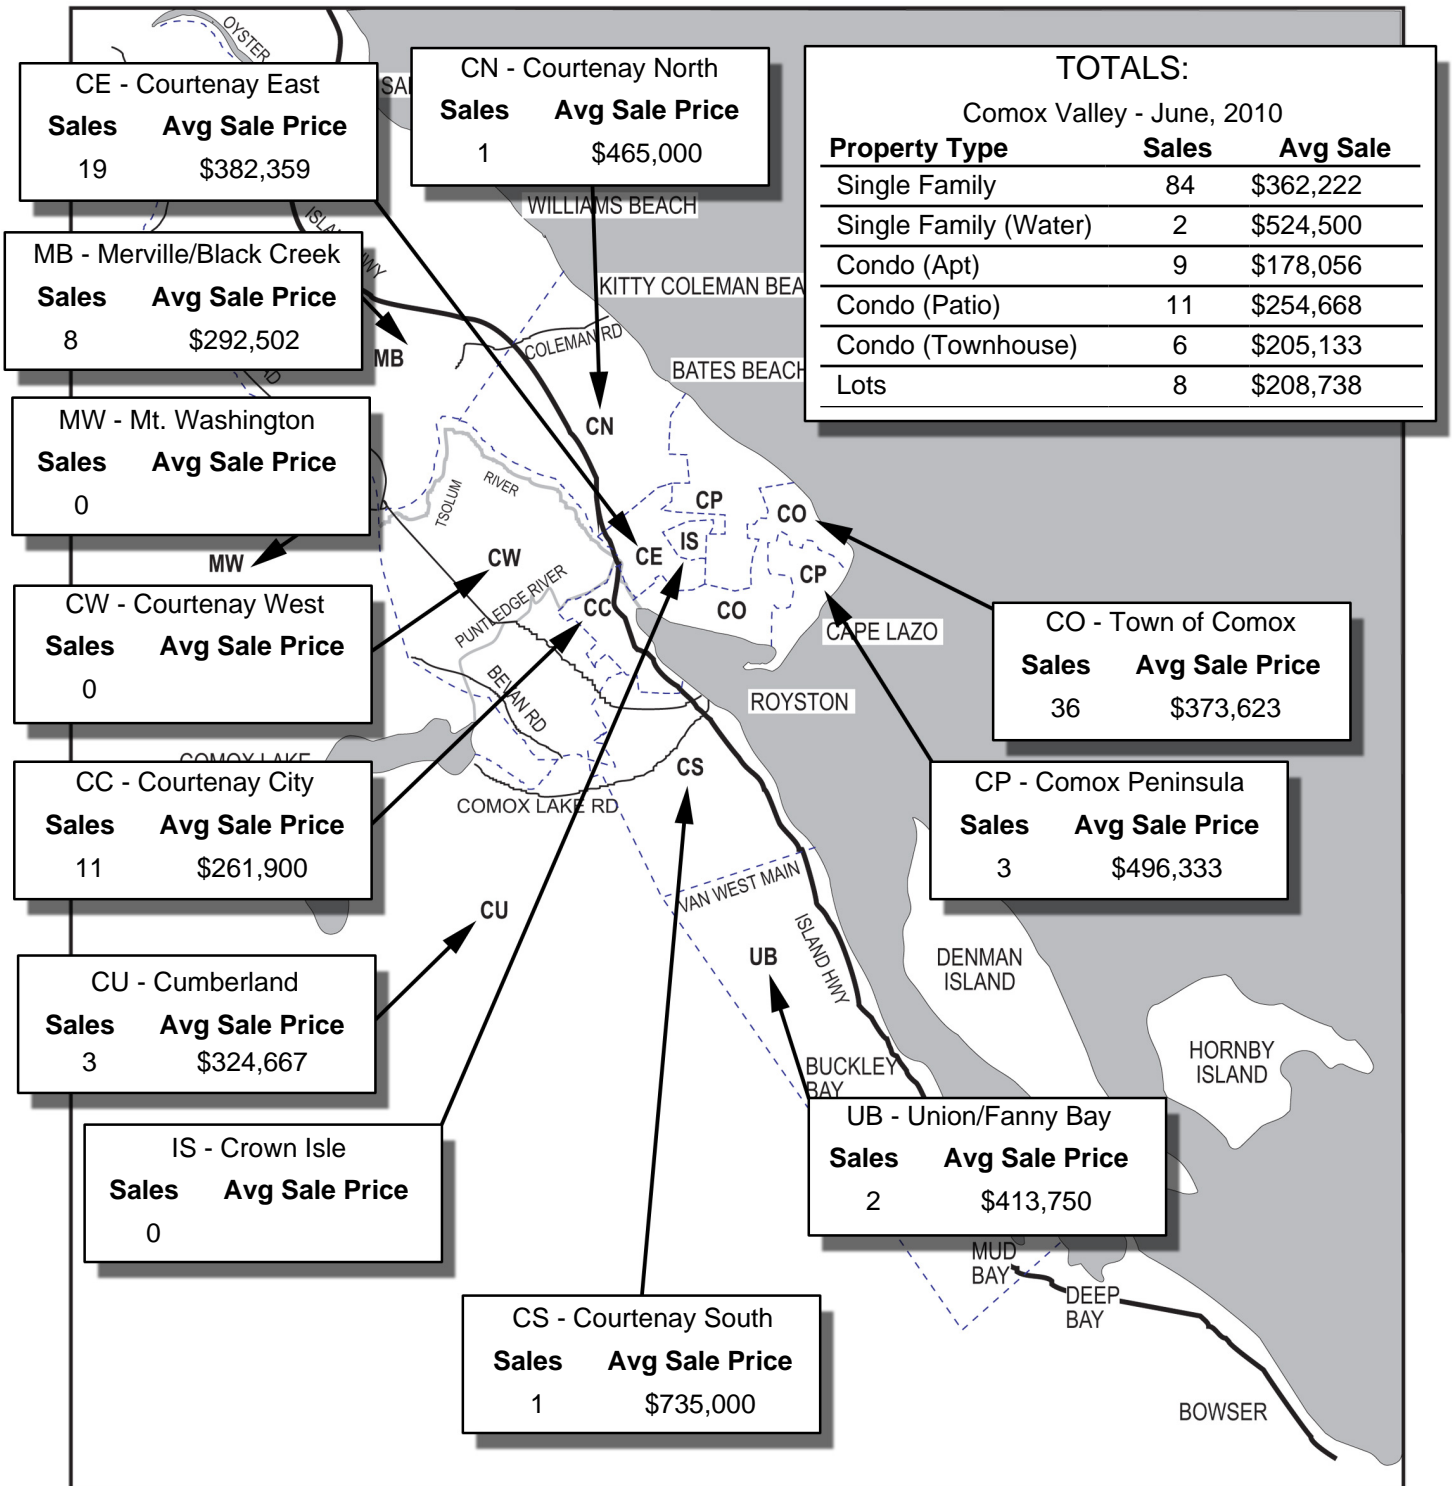 OYSTER
CE - Courtenay East
Sales Avg Sale Price
19 $382,359
CN - Courtenay North
Sales Avg Sale Price
1 $465,000
TOTALS:
Comox Valley - June, 2010
Property Type Sales Avg Sale
Single Family 84 $362,222
Single Family (Water) 2 $524,500
Condo (Apt) 9 $178,056
Condo (Patio) 11 $254,668
Condo (Townhouse) 6 $205,133
Lots 8 $208,738
WILLIAMS BEACH
MB - Merville/Black Creek
Sales Avg Sale Price
8 $292,502
KITTY COLEMAN BEA
COLEMAN RD
MB
BATES BEACH
MW - Mt. Washington
Sales Avg Sale Price
0
CN
TSOLUM
RIVER
CP
CO
IS
CE
CW
MW
CP
PUNTLEDGE RIVER
CC
CO
CAPE LAZO
CW - Courtenay West
Sales Avg Sale Price
0
CO - Town of Comox
Sales Avg Sale Price
36 $373,623
BEVAN RD
ROYSTON
COMOX LAKE
CC - Courtenay City
Sales Avg Sale Price
11 $261,900
CS
COMOX LAKE RD
CP - Comox Peninsula
Sales Avg Sale Price
3 $496,333
VAN WEST MAIN
CU
ISLAND HWY
UB
DENMAN
ISLAND
CU - Cumberland
Sales Avg Sale Price
3 $324,667
HORNBY
ISLAND
BUCKLEY
BAY
UB - Union/Fanny Bay
Sales Avg Sale Price
2 $413,750
IS - Crown Isle
Sales Avg Sale Price
0
MUD
BAY
DEEP
BAY
CS - Courtenay South
Sales Avg Sale Price
1 $735,000
BOWSER